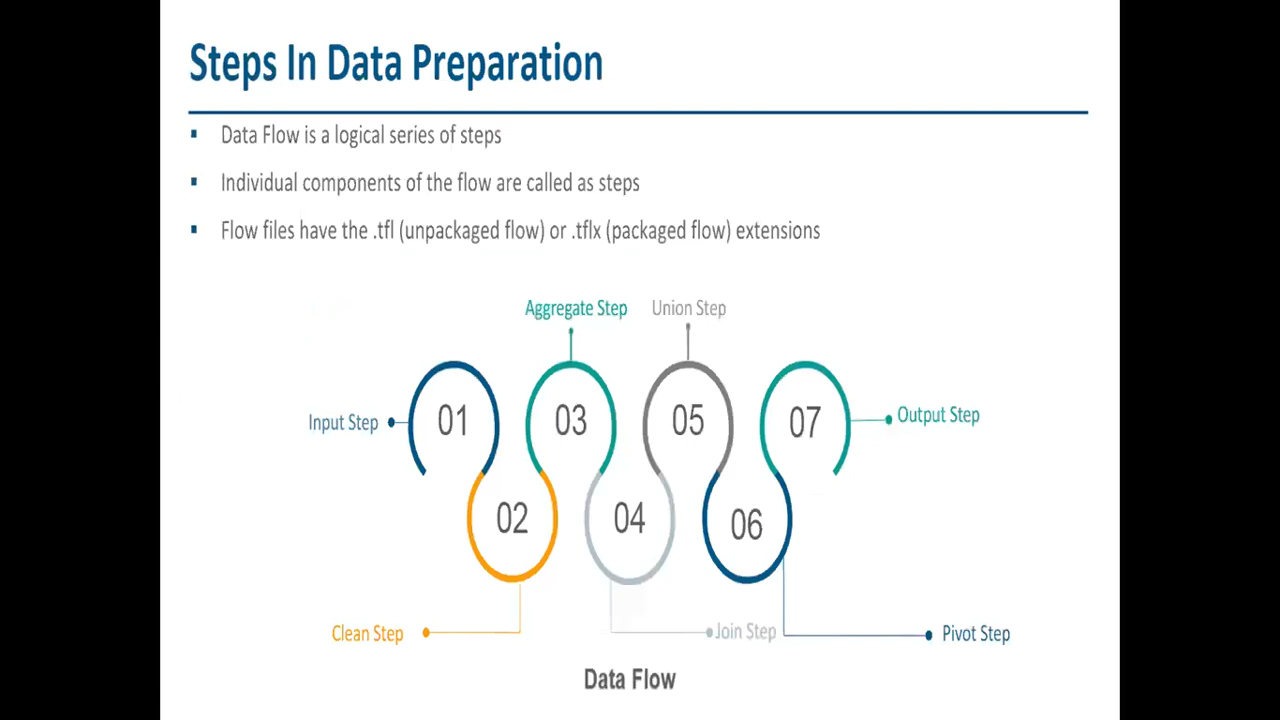 Steps In Data Preparation
▪ Data Flow is a logical series of steps
▪ Individual components of the flow are called as steps
▪ Flow files have the .tfl (unpackaged flow) or .tflx (packaged flow) extensions
Aggregate Step
Union Step
Input Step
01
03
05
07
Output Step
02
04
06
Clean Step
Join Step
Pivot Step
Data Flow